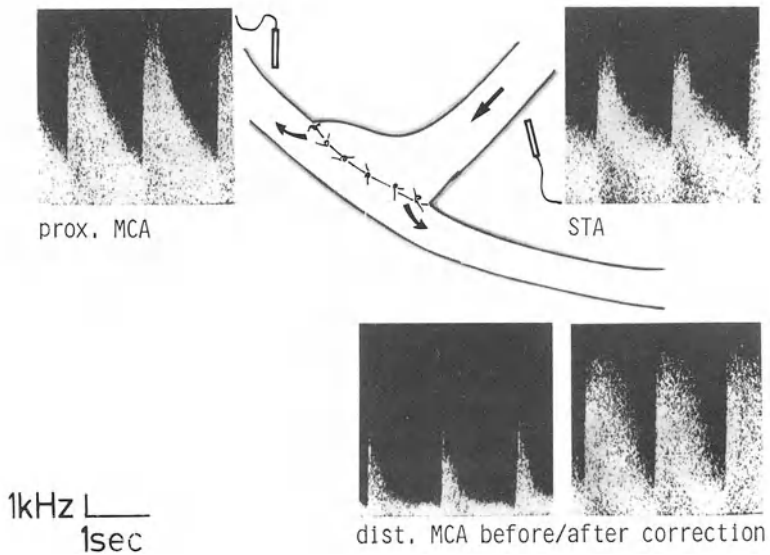 prox. MCA
STA
1kHz
1sec
dist. MCA before/after correction